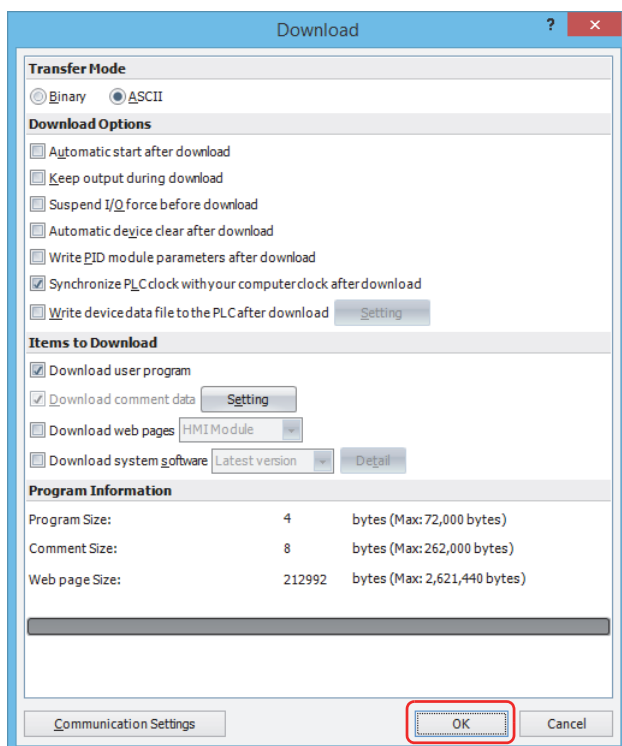 Download ? ×
Transfer Mode
Binary ASCII
Download Options
Automatic start after download
Keep output during download
Suspend I/O force before download
Automatic device clear after download
Write PID module parameters after download
Synchronize PLC clock with your computer clock after download
Write device data file to the PLC after download Setting
Items to Download
Download user program
Download comment data Setting
Download web pages HMI Module
Download system software Latest version Detail
Program Information
Program Size: 4 bytes (Max: 72,000 bytes)
Comment Size: 8 bytes (Max: 262,000 bytes)
Web page Size: 212992 bytes (Max: 2,621,440 bytes)
Communication Settings OK Cancel